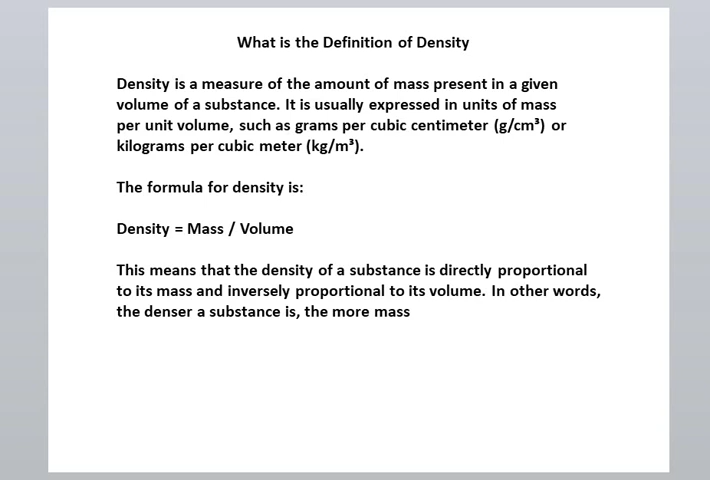 What is the Definition of Density
Density is a measure of the amount of mass present in a given
volume of a substance. It is usually expressed in units of mass
per unit volume, such as grams per cubic centimeter (g/cm³) or
kilograms per cubic meter (kg/m³).
The formula for density is:
Density = Mass / Volume
This means that the density of a substance is directly proportional
to its mass and inversely proportional to its volume. In other words,
the denser a substance is, the more mass